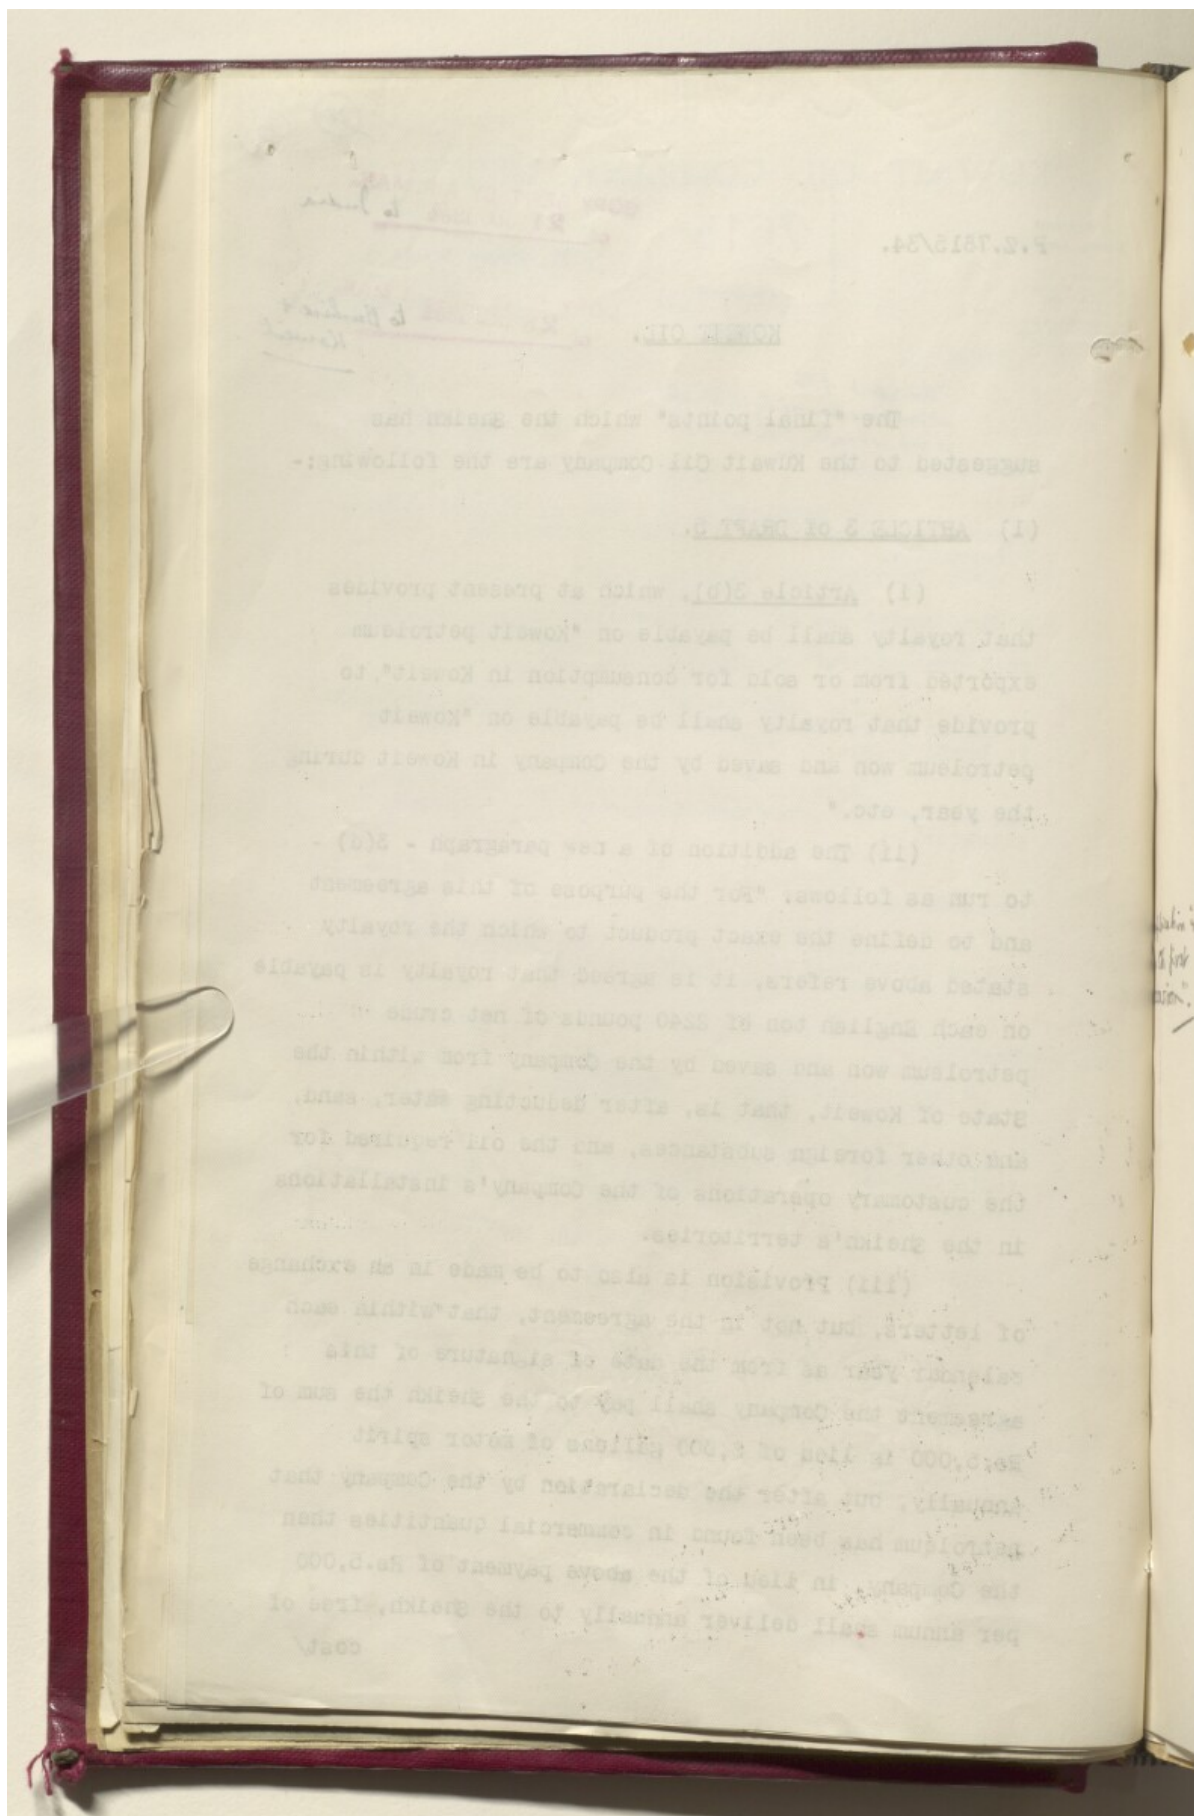 P.Z.7815/34.
COPY
to India
KOWEIT OIL.
The "final points" which the Sheikh has
suggested to the Kuwait Oil Company are the following:-
(1) ARTICLE 3 of DRAFT
(i) Article 3(b), which at present provides
that royalty shall be payable on "Koweit petroleum
exported from or sold for consumption in Koweit", to
provide that royalty shall be payable on "Koweit
petroleum won and saved by the Company in Koweit during
the year, etc."
(ii) The addition of a new paragraph - 3(d) -
to run as follows: "For the purpose of this agreement
and to define the exact product to which the royalty
stated above refers, it is agreed that royalty is payable
on each English ton of 2240 pounds of net crude
petroleum won and saved by the Company from within the
State of Koweit, that is, after deducting water, sand,
and other foreign substances, and the oil required for
the customary operations of the Company's installations
in the Sheikh's territories.
(iii) Provision is also to be made in an exchange
of letters, but not in the agreement, that within each
calendar year as from the date of signature of this
agreement the Company shall pay to the Sheikh the sum of
Rs.5,000 in lieu of gallons of motor spirit
annually, but after the declaration by the Company that
petroleum has been found in commercial quantities then
the Company, in lieu of the above payment of Rs.5,000
per annum shall deliver annually to the Sheikh, free of
cost/